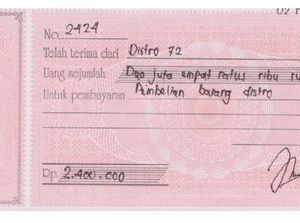 No. 2424
Telah terima dari Distro 72
Uang sejumlah Dua juta empat ratus ribu ru
Untuk pembayaran Pembelian barang distro
Rp 2.400.000